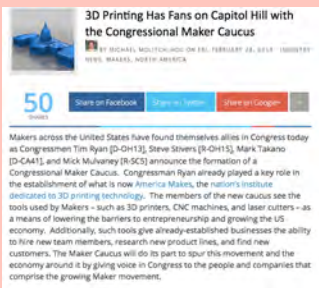 3D Printing Has Fans on Capitol Hill with
the Congressional Maker Caucus
BY MICHAEL MOLITCH-HOU ON FRI, FEBRUARY 28, 2014 · INDUSTRY
NEWS, MAKERS, NORTH AMERICA
50
SHARES
Share on Facebook
Share on Twitter
Share on Google+
+
Makers across the United States have found themselves allies in Congress today
as Congressmen Tim Ryan [D-OH13], Steve Stivers [R-OH15], Mark Takano
[D-CA41], and Mick Mulvaney [R-SC5] announce the formation of a
Congressional Maker Caucus. Congressman Ryan already played a key role in
the establishment of what is now America Makes, the nation's institute
dedicated to 3D printing technology. The members of the new caucus see the
tools used by Makers – such as 3D printers, CNC machines, and laser cutters – as
a means of lowering the barriers to entrepreneurship and growing the US
economy. Additionally, such tools give already-established businesses the ability
to hire new team members, research new product lines, and find new
customers. The Maker Caucus will do its part to spur this movement and the
economy around it by giving voice in Congress to the people and companies that
comprise the growing Maker movement.